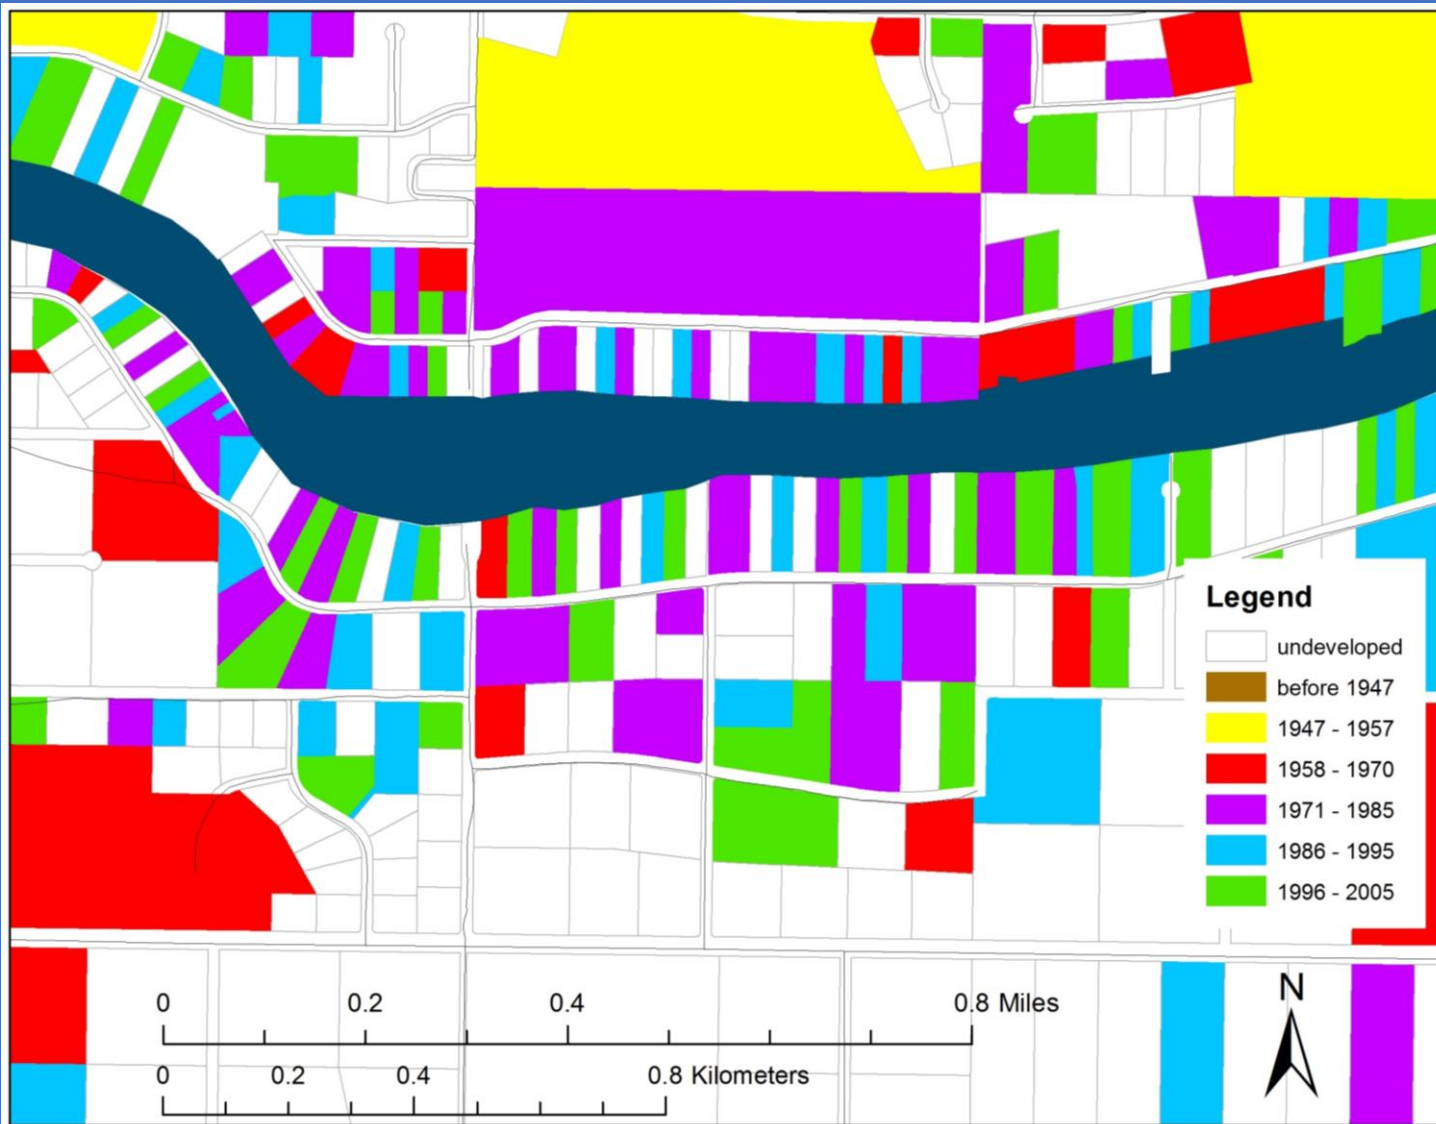 Legend
undeveloped
before 1947
1947 - 1957
1958 - 1970
1971 - 1985
1986 - 1995
1996 - 2005
N
0 0.2 0.4 0.8 Miles
0 0.2 0.4 0.8 Kilometers